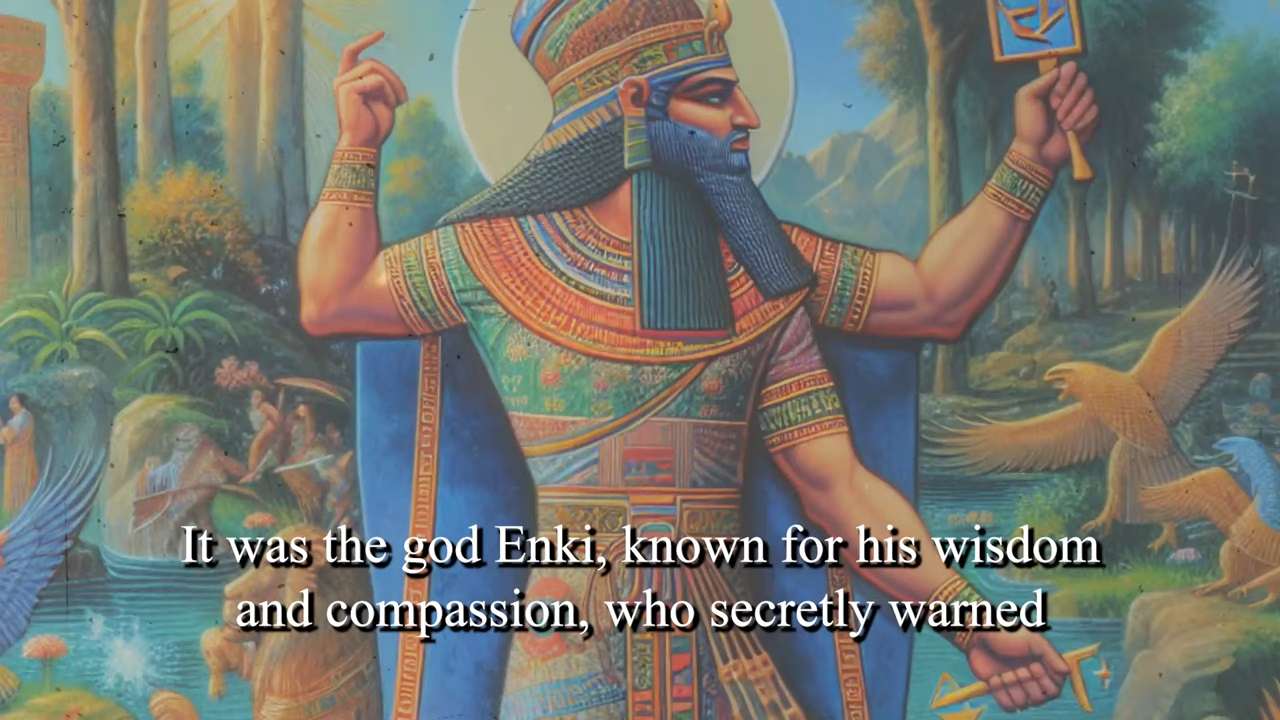 It was the god Enki, known for his wisdom
and compassion, who secretly warned